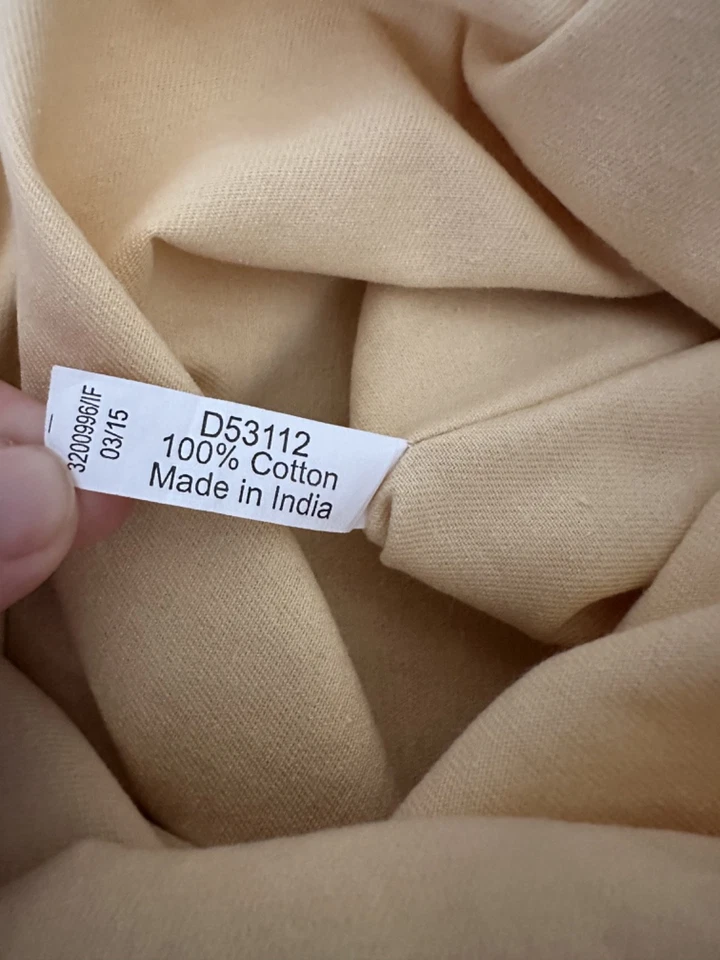 3200996/IF
03/15
D53112
100% Cotton
Made in India